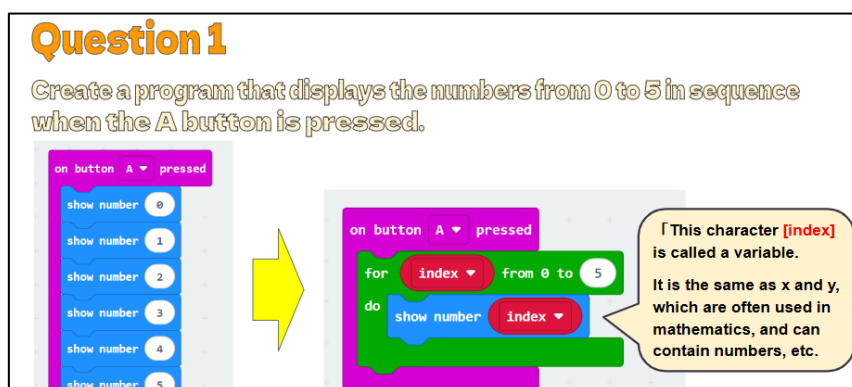 Question 1
Create a program that displays the numbers from 0 to 5 in sequence
when the A button is pressed.
on button A pressed
show number 0
show number 1
show number 2
show number 3
show number 4
show number 5
on button A pressed
for index from 0 to 5
do
show number index
「This character [index]
is called a variable.
It is the same as x and y,
which are often used in
mathematics, and can
contain numbers, etc.